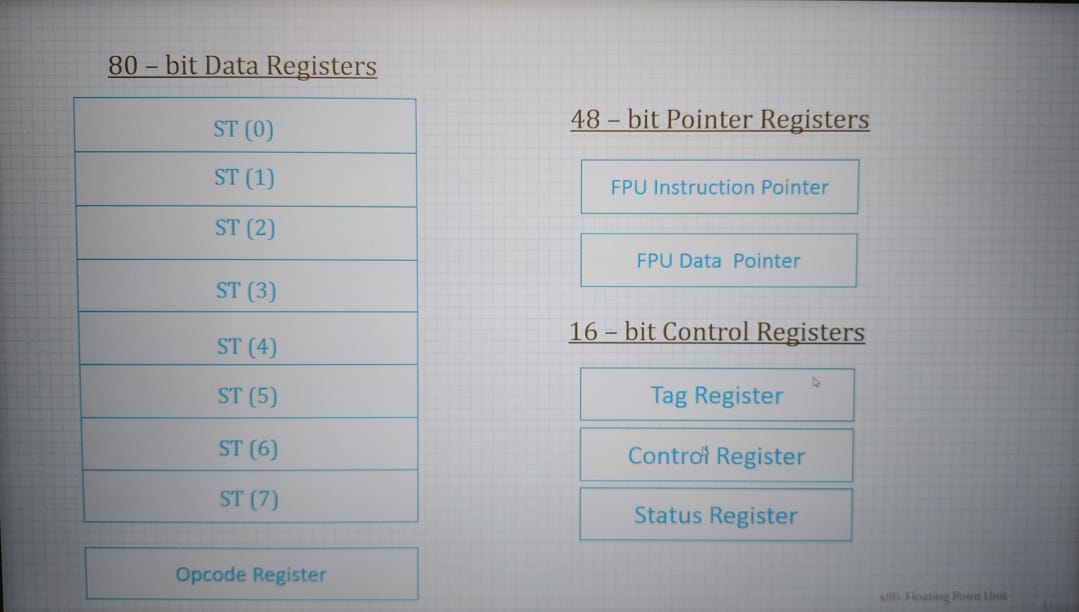 80 – bit Data Registers
ST (0)
ST (1)
ST (2)
ST (3)
ST (4)
ST (5)
ST (6)
ST (7)
Opcode Register
48 – bit Pointer Registers
FPU Instruction Pointer
FPU Data Pointer
16 – bit Control Registers
Tag Register
Control Register
Status Register
x86 Floating Point Unit